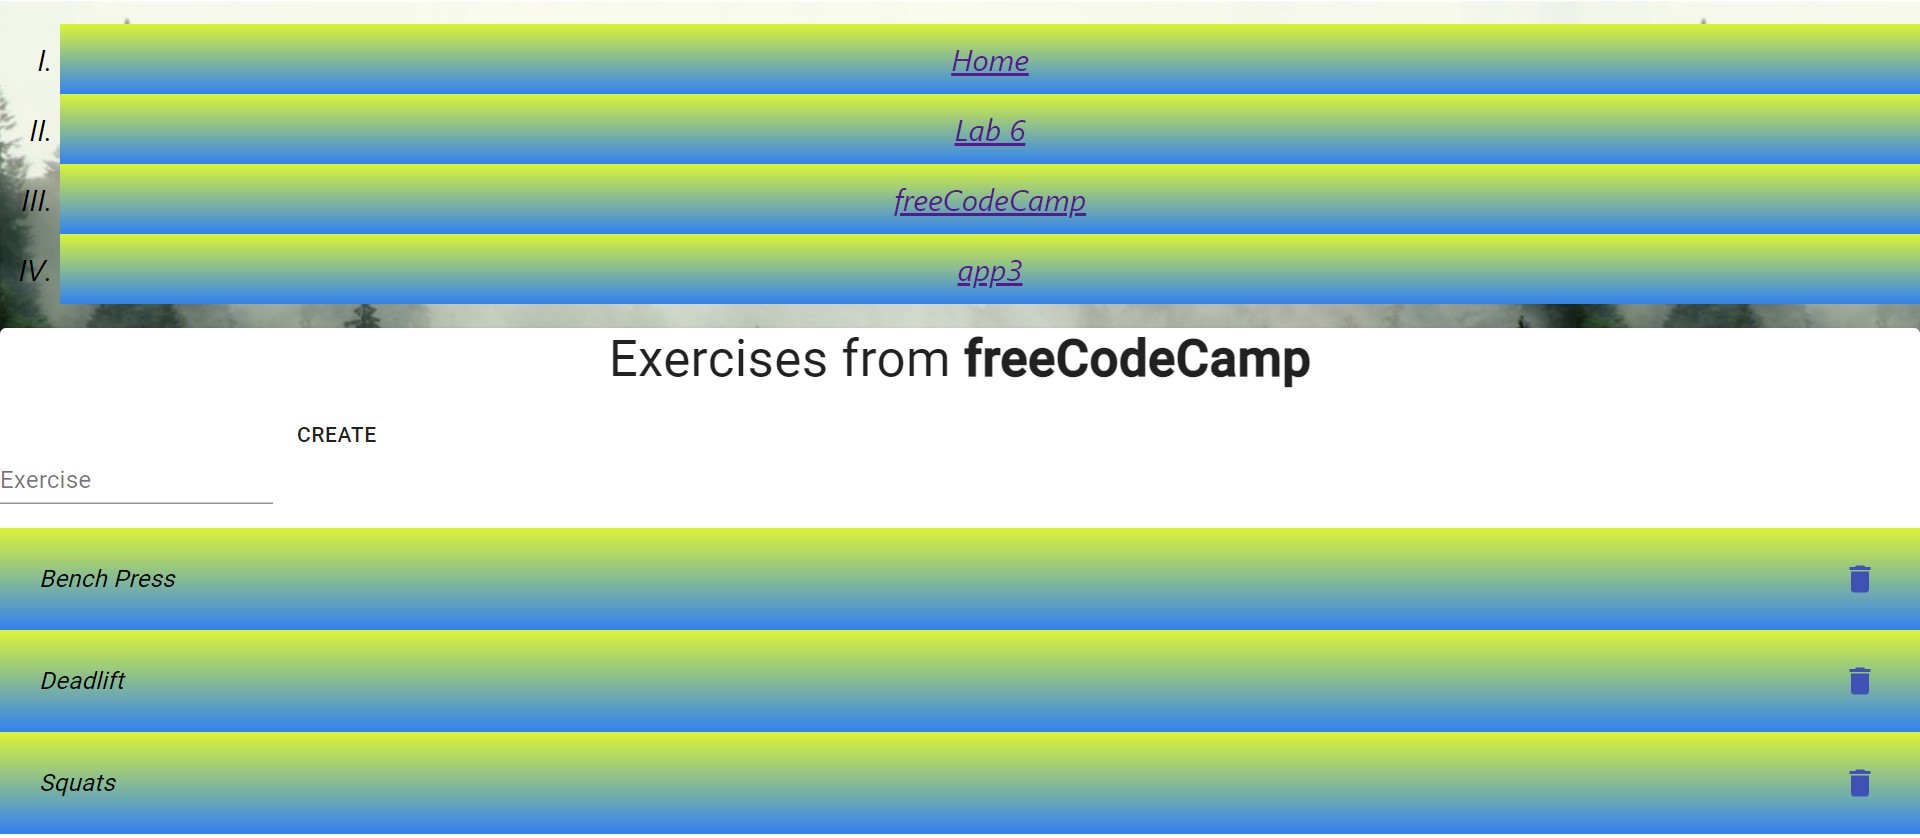 I. Home
II. Lab 6
III. freeCodeCamp
IV. app3
Exercises from freeCodeCamp
CREATE
Exercise
Bench Press
Deadlift
Squats